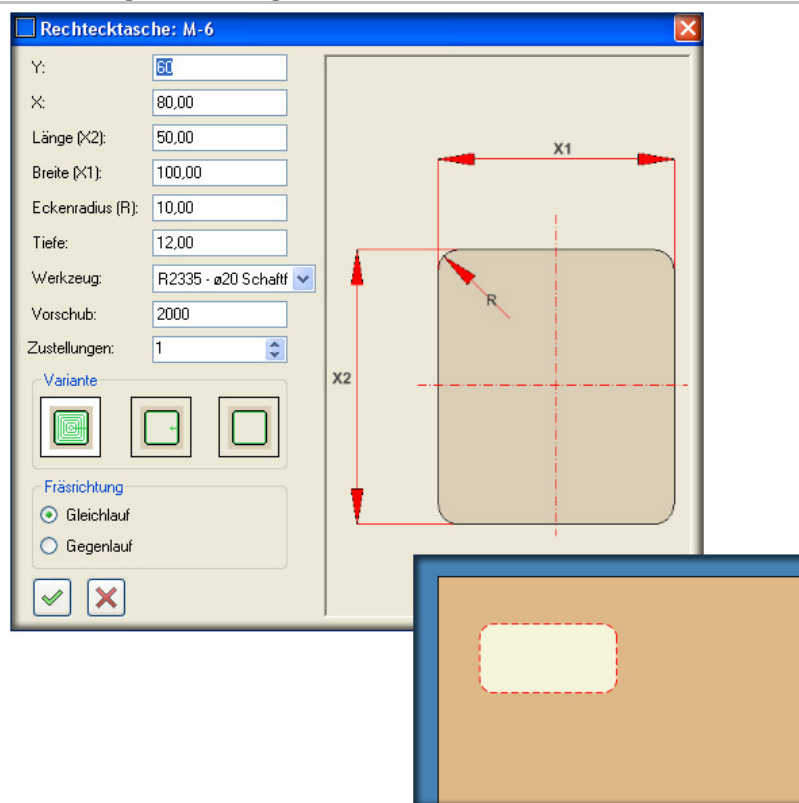 Rechtecktasche: M-6
Y: 60
X: 80,00
Länge (X2): 50,00
Breite (X1): 100,00
Eckenradius (R): 10,00
Tiefe: 12,00
Werkzeug: R2335 - ø20 Schaftf
Vorschub: 2000
Zustellungen: 1
Variante
Fräsrichtung
Gleichlauf
Gegenlauf
X1
R
X2